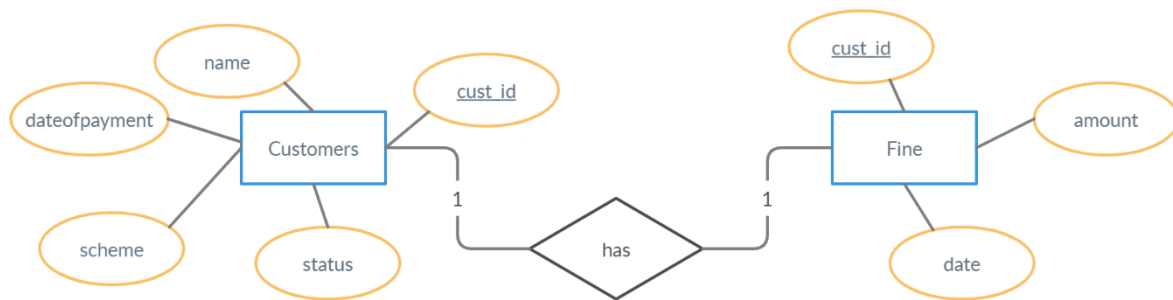 name
cust_id
dateofpayment
Customers
scheme
status
1
has
1
cust_id
amount
Fine
date